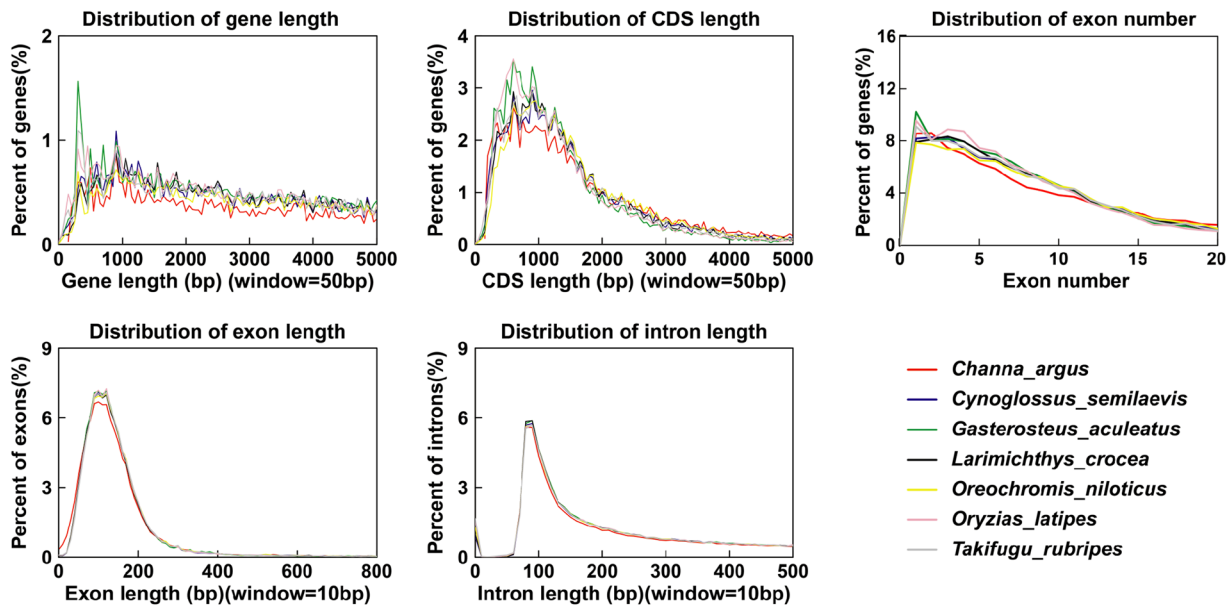 Distribution of gene length
Percent of genes(%)
2
1
0
0 1000 2000 3000 4000 5000
Gene length (bp) (window=50bp)
Distribution of CDS length
Percent of genes(%)
4
3
2
1
0
0 1000 2000 3000 4000 5000
CDS length (bp) (window=50bp)
Distribution of exon number
Percent of genes(%)
16
12
8
4
0
0 5 10 15 20
Exon number
Distribution of exon length
Percent of exons(%)
9
6
3
0
0 200 400 600 800
Exon length (bp)(window=10bp)
Distribution of intron length
Percent of introns(%)
9
6
3
0
0 100 200 300 400 500
Intron length (bp)(window=10bp)
Channa_argus
Cynoglossus_semilaevis
Gasterosteus_aculeatus
Larimichthys_crocea
Oreochromis_niloticus
Oryzias_latipes
Takifugu_rubripes